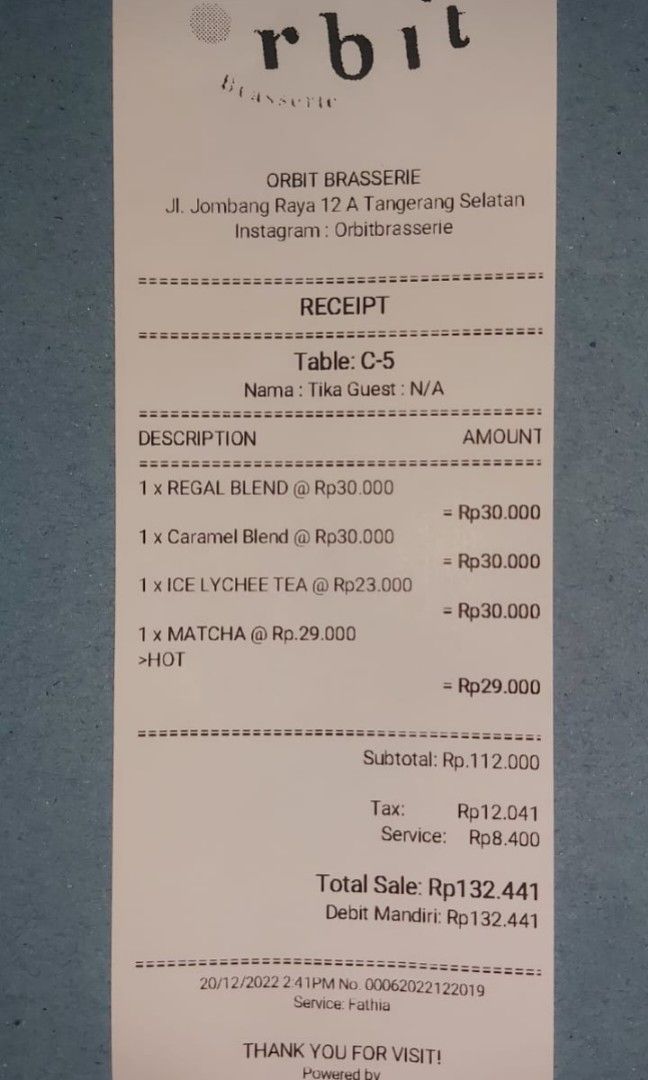 rbit
Brasserie
ORBIT BRASSERIE
Jl. Jombang Raya 12 A Tangerang Selatan
Instagram : Orbitbrasserie
================================================
RECEIPT
================================================
Table: C-5
Nama : Tika Guest : N/A
================================================
DESCRIPTION AMOUNT
================================================
1 x REGAL BLEND @ Rp30.000
= Rp30.000
1 x Caramel Blend @ Rp30.000
= Rp30.000
1 x ICE LYCHEE TEA @ Rp23.000
= Rp30.000
1 x MATCHA @ Rp.29.000
>HOT
= Rp29.000
================================================
Subtotal: Rp.112.000
Tax: Rp12.041
Service: Rp8.400
Total Sale: Rp132.441
Debit Mandiri: Rp132.441
================================================
20/12/2022 2:41PM No. 00062022122019
Service: Fathia
THANK YOU FOR VISIT!
Powered by